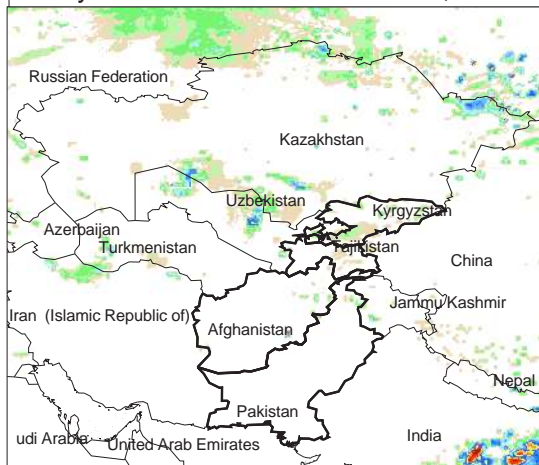 Russian Federation
Kazakhstan
Uzbekistan
Kyrgyzstan
Azerbaijan
Turkmenistan
Tajikistan
China
Iran (Islamic Republic of)
Jammu Kashmir
Afghanistan
Nepal
Pakistan
udi Arabia
United Arab Emirates
India